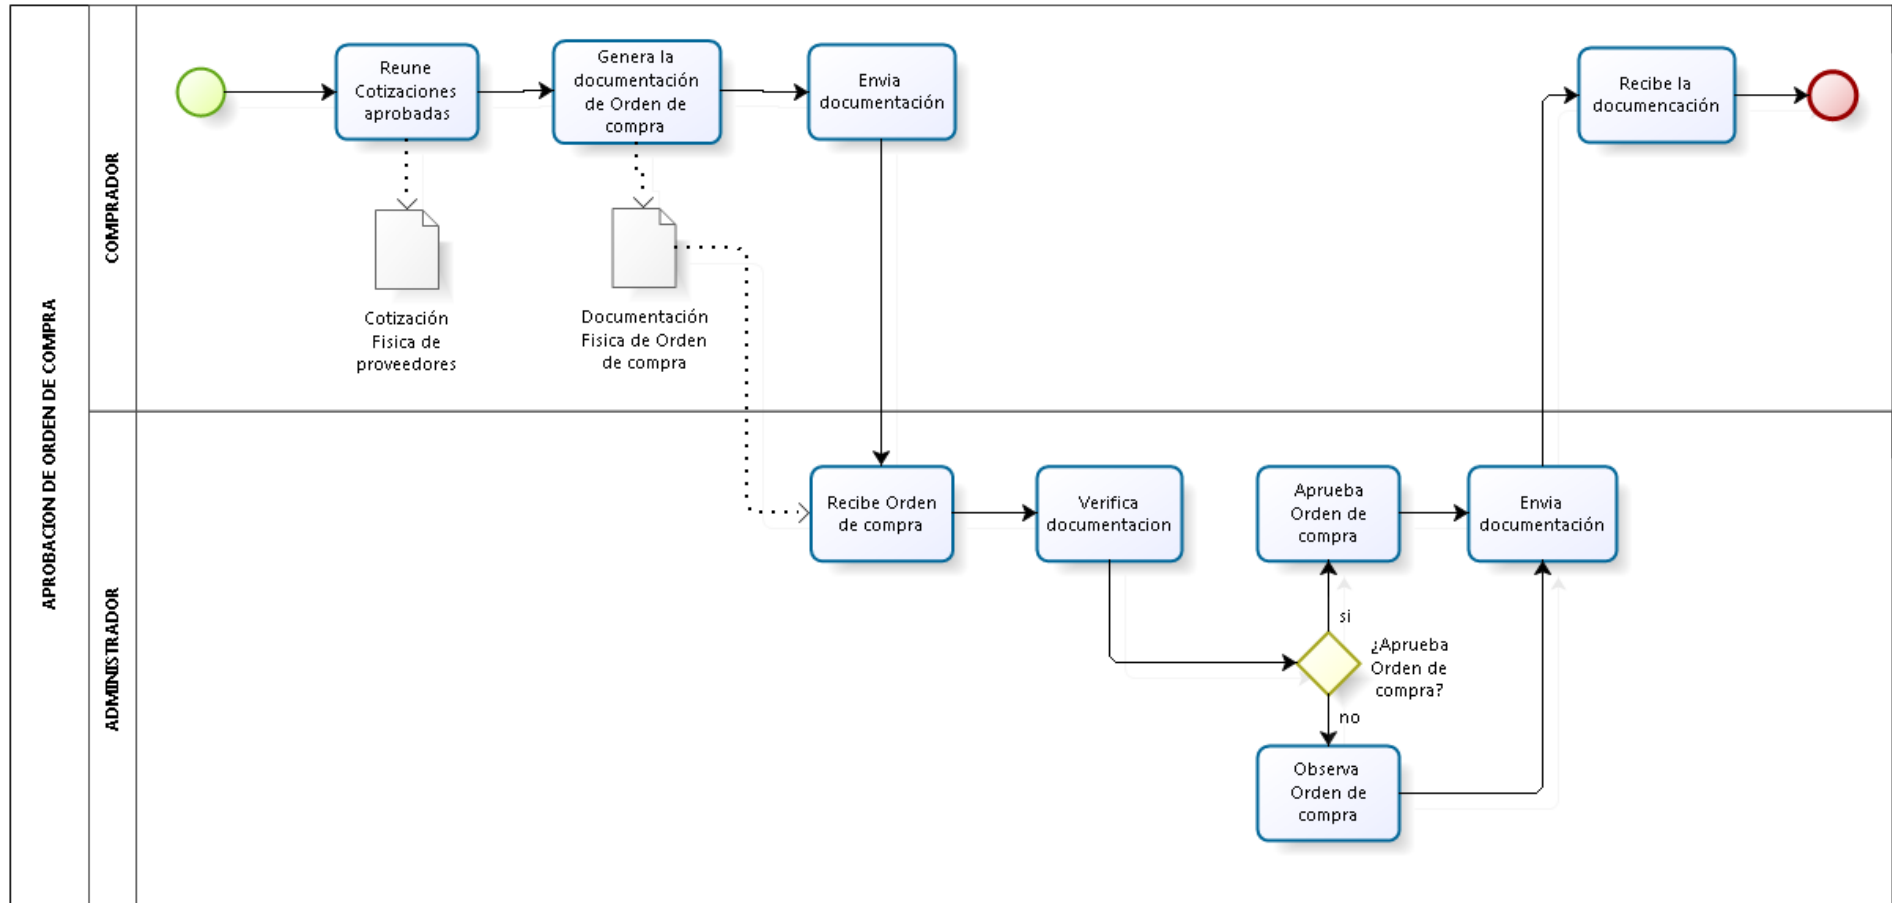 APROBACION DE ORDEN DE COMPRA
COMPRADOR
Reune
Cotizaciones
aprobadas
Genera la
documentación
de Orden de
compra
Envia
documentación
Recibe la
documencación
Cotización
Fisica de
proveedores
Documentación
Fisica de Orden
de compra
ADMINISTRADOR
Recibe Orden
de compra
Verifica
documentacion
Aprueba
Orden de
compra
Envia
documentación
si
¿Aprueba
Orden de
compra?
no
Observa
Orden de
compra